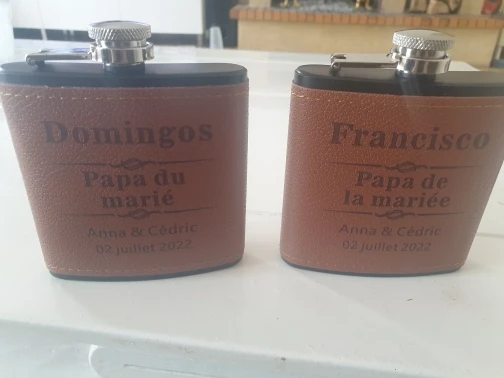 Domingos
Papa du
marié
Anna & Cédric
02 juillet 2022
Francisco
Papa de
la mariée
Anna & Cédric
02 juillet 2022